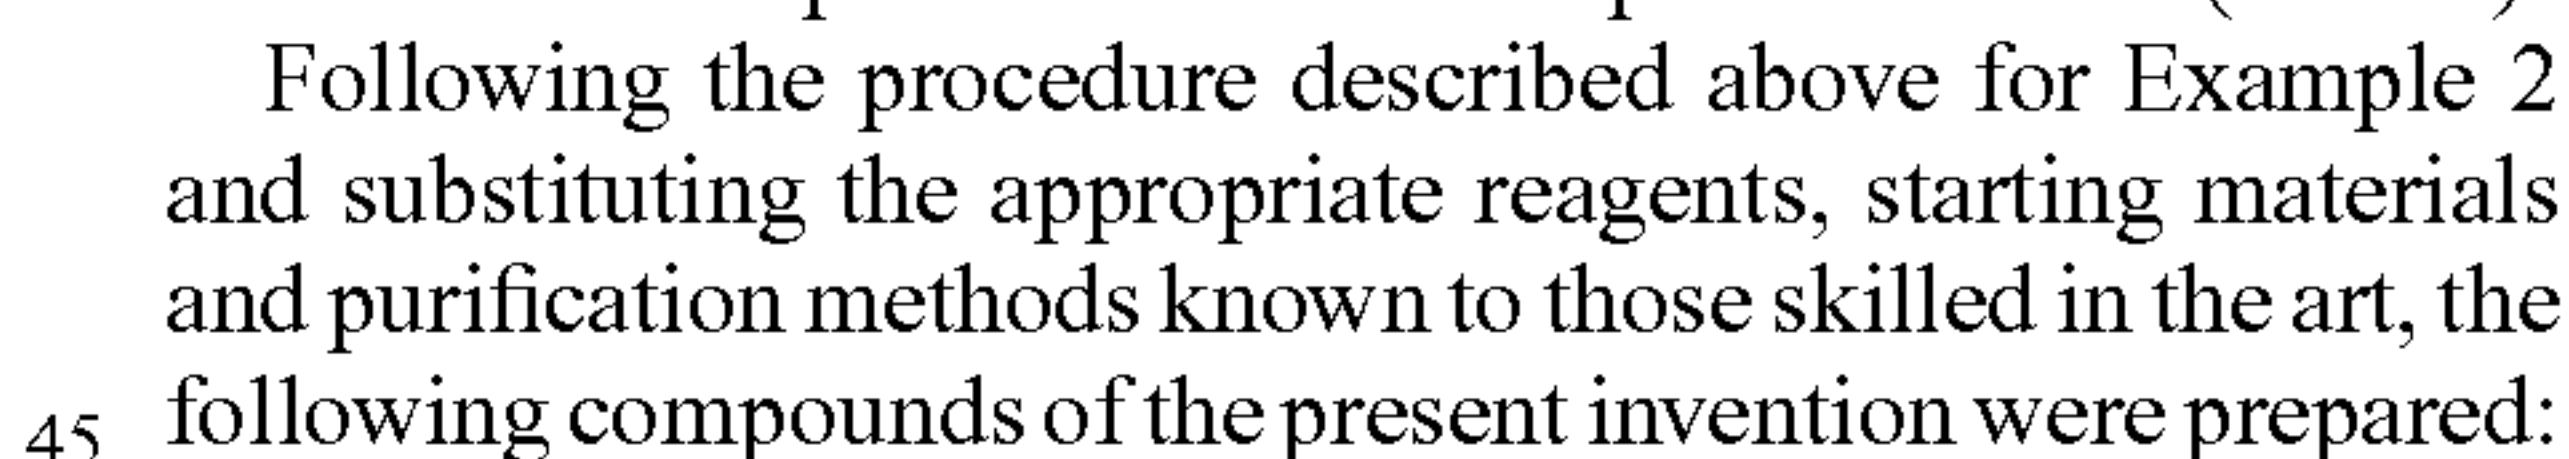 Following the procedure described above for Example 2
and substituting the appropriate reagents, starting materials
and purification methods known to those skilled in the art, the
45 following compounds of the present invention were prepared: